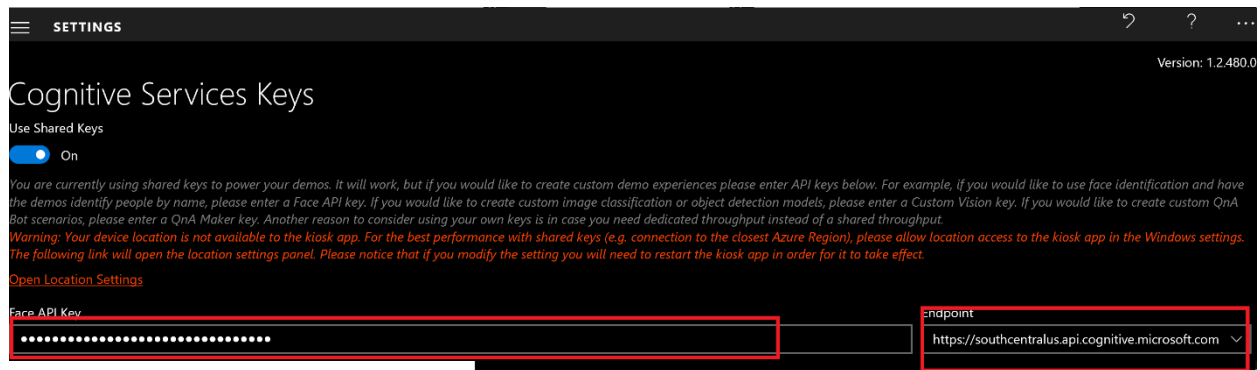 SETTINGS
Version: 1.2.480.0
Cognitive Services Keys
Use Shared Keys
On
You are currently using shared keys to power your demos. It will work, but if you would like to create custom demo experiences please enter API keys below. For example, if you would like to use face identification and have
the demos identify people by name, please enter a Face API key. If you would like to create custom image classification or object detection models, please enter a Custom Vision key. If you would like to create custom QnA
Bot scenarios, please enter a QnA Maker key. Another reason to consider using your own keys is in case you need dedicated throughput instead of a shared throughput.
Warning: Your device location is not available to the kiosk app. For the best performance with shared keys (e.g. connection to the closest Azure Region), please allow location access to the kiosk app in the Windows settings.
The following link will open the location settings panel. Please notice that if you modify the setting you will need to restart the kiosk app in order for it to take effect.
Open Location Settings
Face API Key
Endpoint
https://southcentralus.api.cognitive.microsoft.com